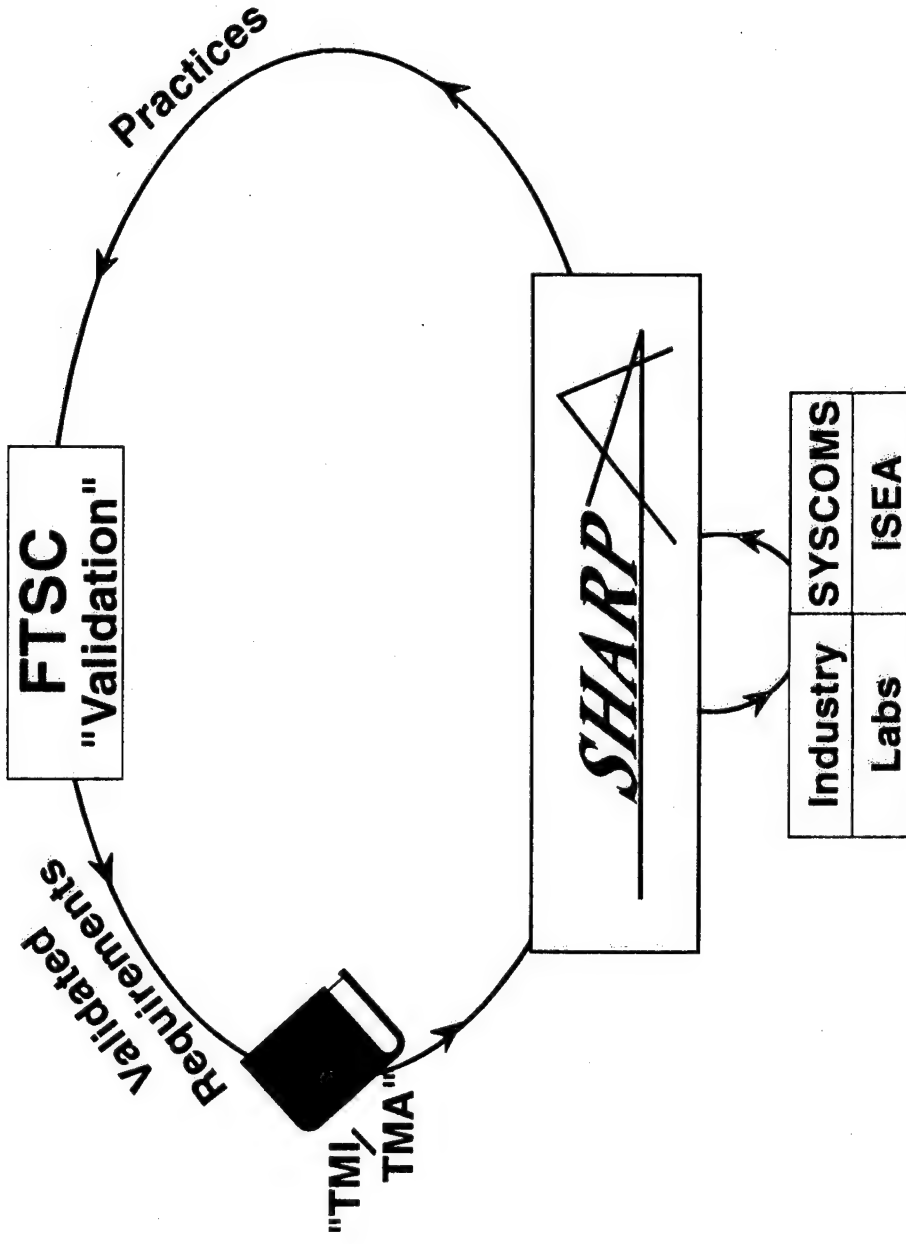 FTSC
"Validation"
Practices
Validated
Requirements
"TMI/
TMA"
SHARP
Industry
SYSCOMS
Labs
ISEA